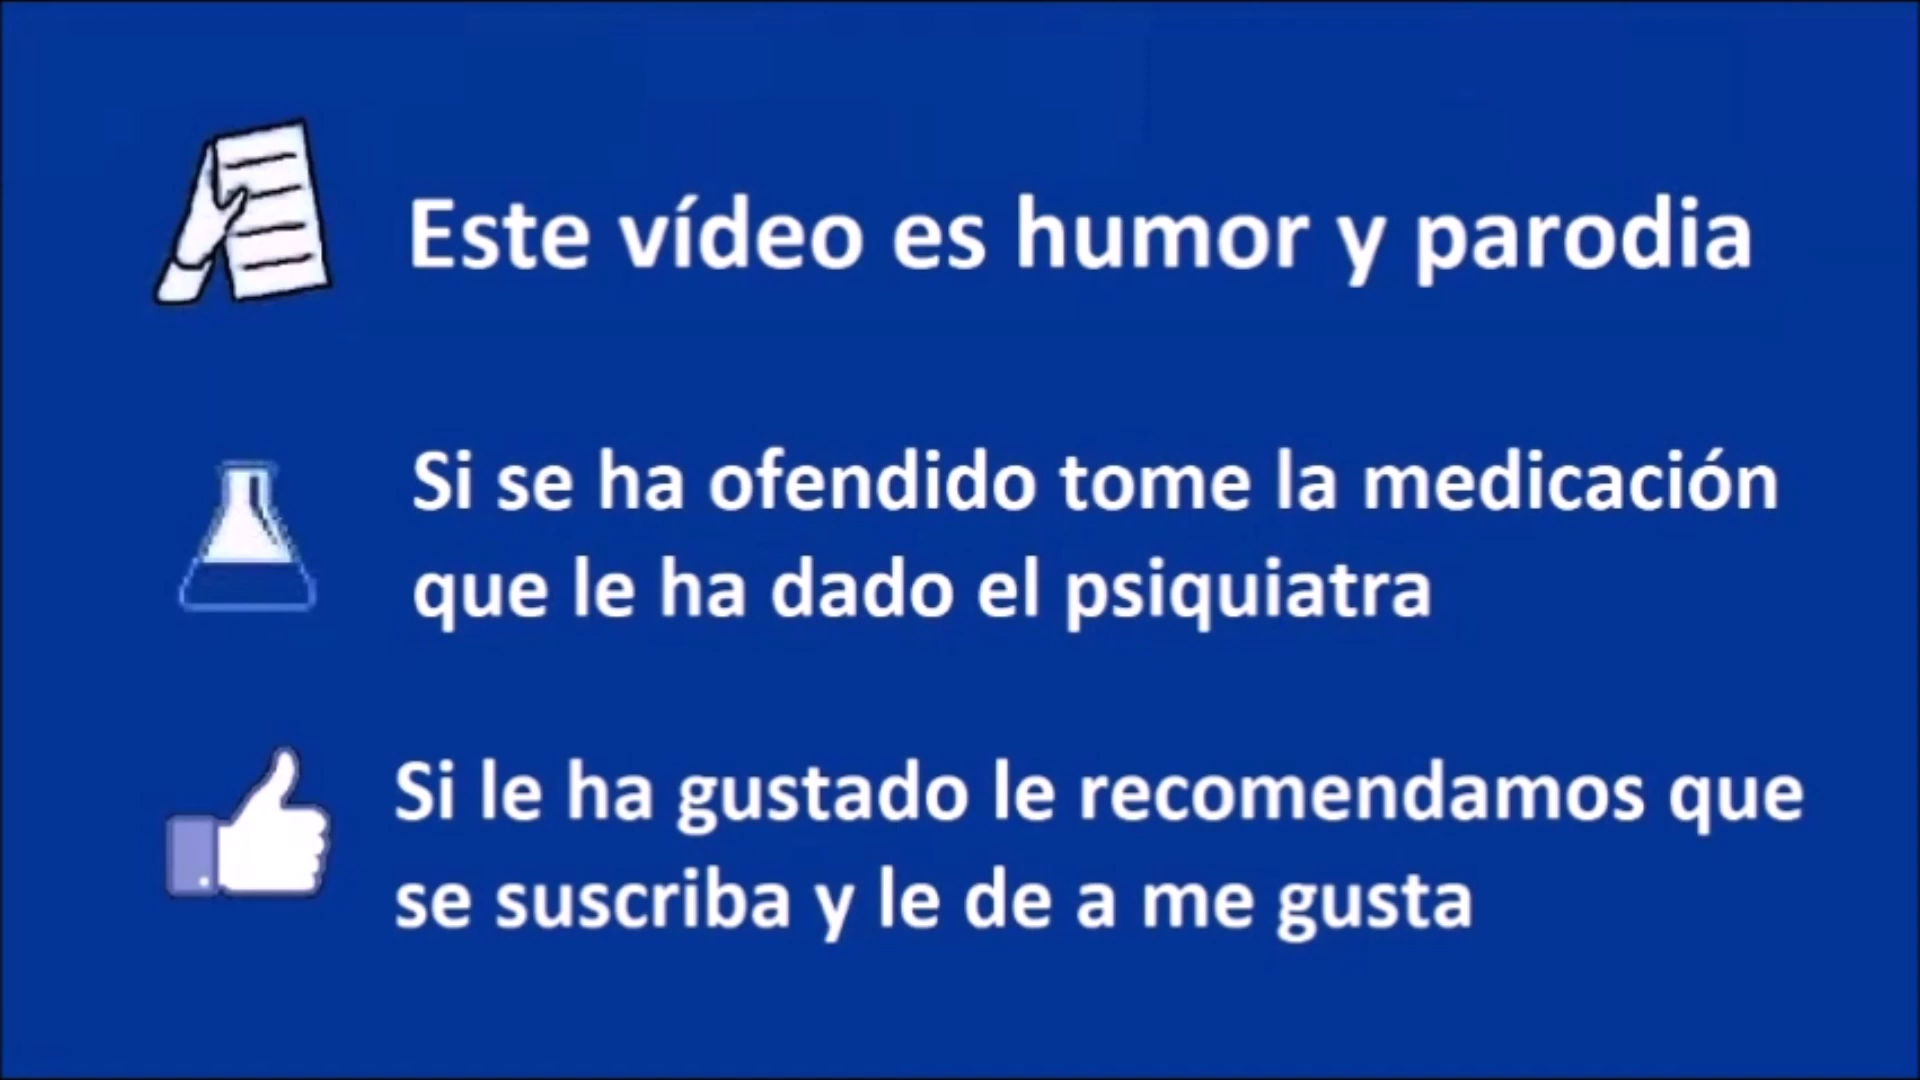 Este vídeo es humor y parodia
Si se ha ofendido tome la medicación
que le ha dado el psiquiatra
Si le ha gustado le recomendamos que
se suscriba y le de a me gusta